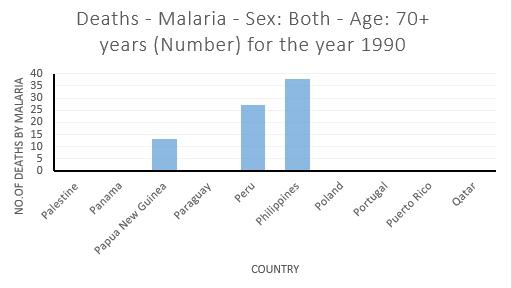 Deaths - Malaria - Sex: Both - Age: 70+
years (Number) for the year 1990
NO.OF DEATHS BY MALARIA
40
35
30
25
20
15
10
5
0
Palestine
Panama
Papua New Guinea
Paraguay
Peru
Philippines
Poland
Portugal
Puerto Rico
Qatar
COUNTRY